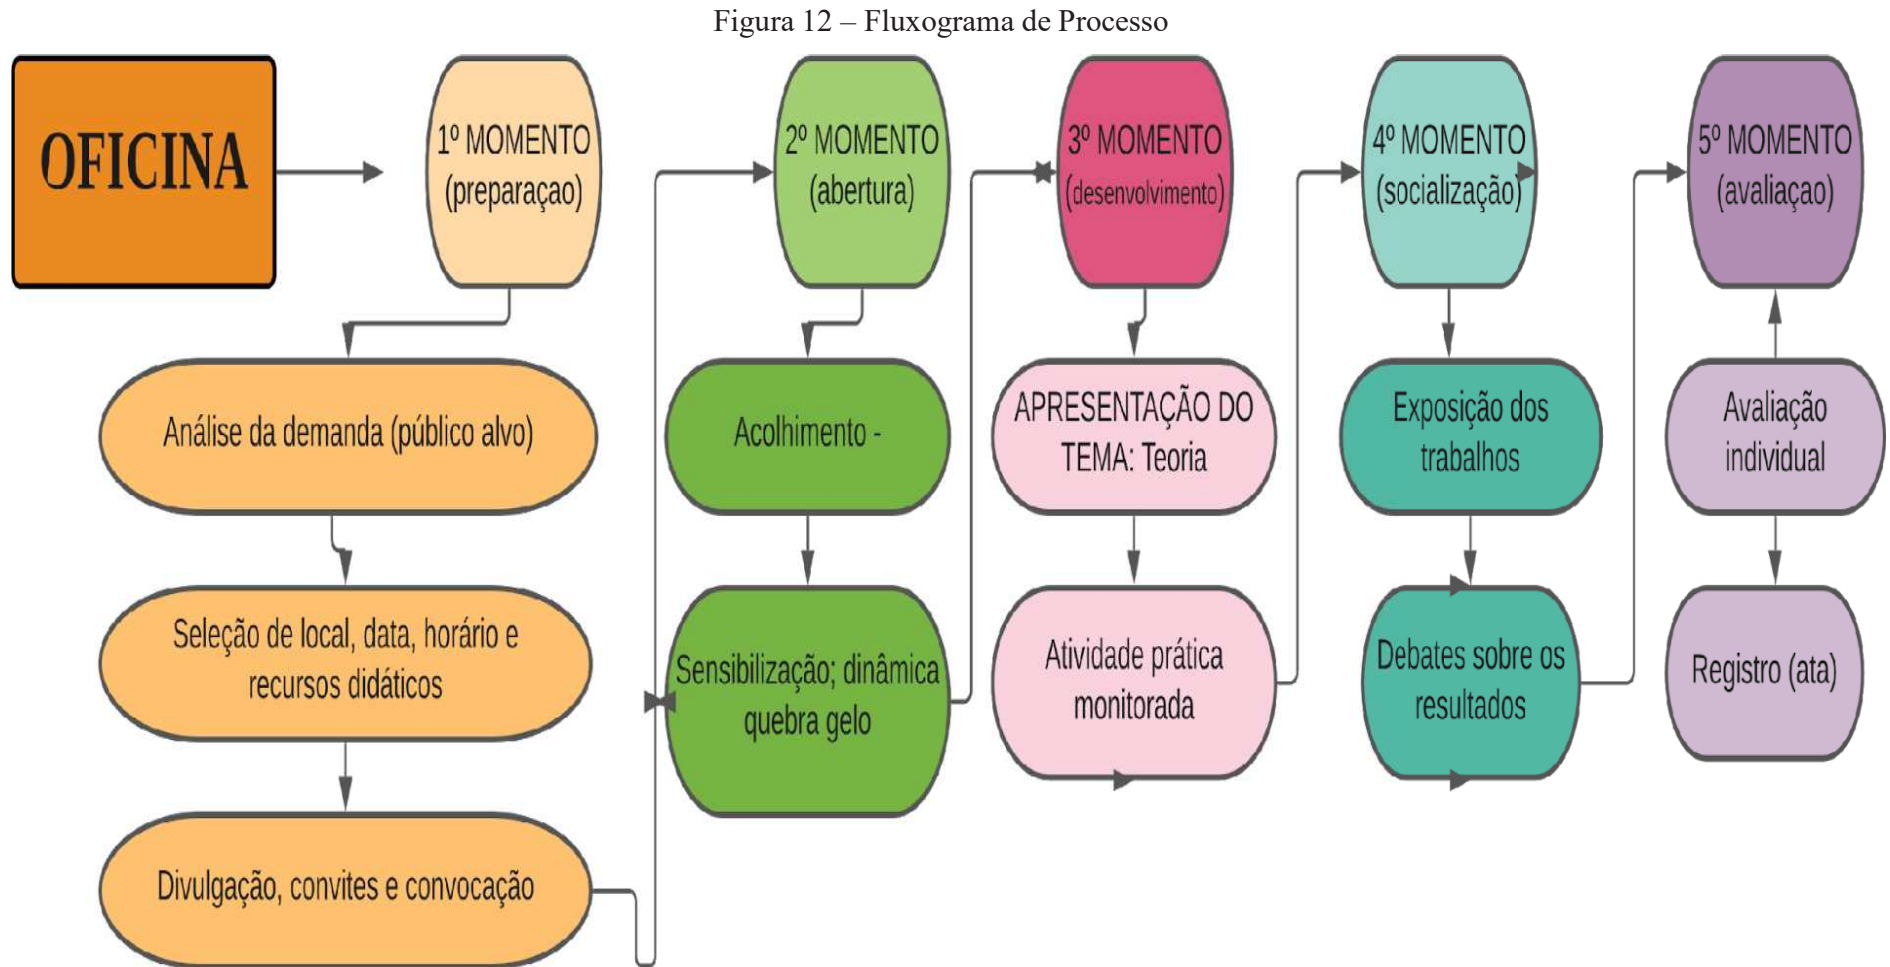 Figura 12 – Fluxograma de Processo
OFICINA
1º MOMENTO
(preparaçao)
Análise da demanda (público alvo)
Seleção de local, data, horário e
recursos didáticos
Divulgação, convites e convocação
2º MOMENTO
(abertura)
Acolhimento -
Sensibilização; dinâmica
quebra gelo
3º MOMENTO
(desenvolvimento)
APRESENTAÇÃO DO
TEMA: Teoria
Atividade prática
monitorada
4º MOMENTO
(socialização)
Exposição dos
trabalhos
Debates sobre os
resultados
5º MOMENTO
(avaliaçao)
Avaliação
individual
Registro (ata)